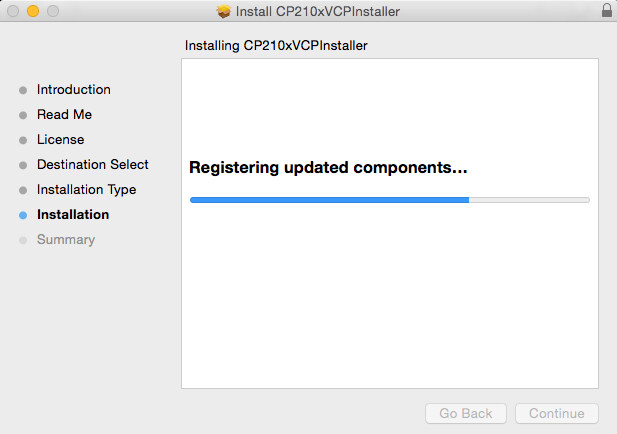 Install CP210xVCPInstaller
Installing CP210xVCPInstaller
Introduction
Read Me
License
Destination Select
Installation Type
Installation
Summary
Registering updated components...
Go Back
Continue